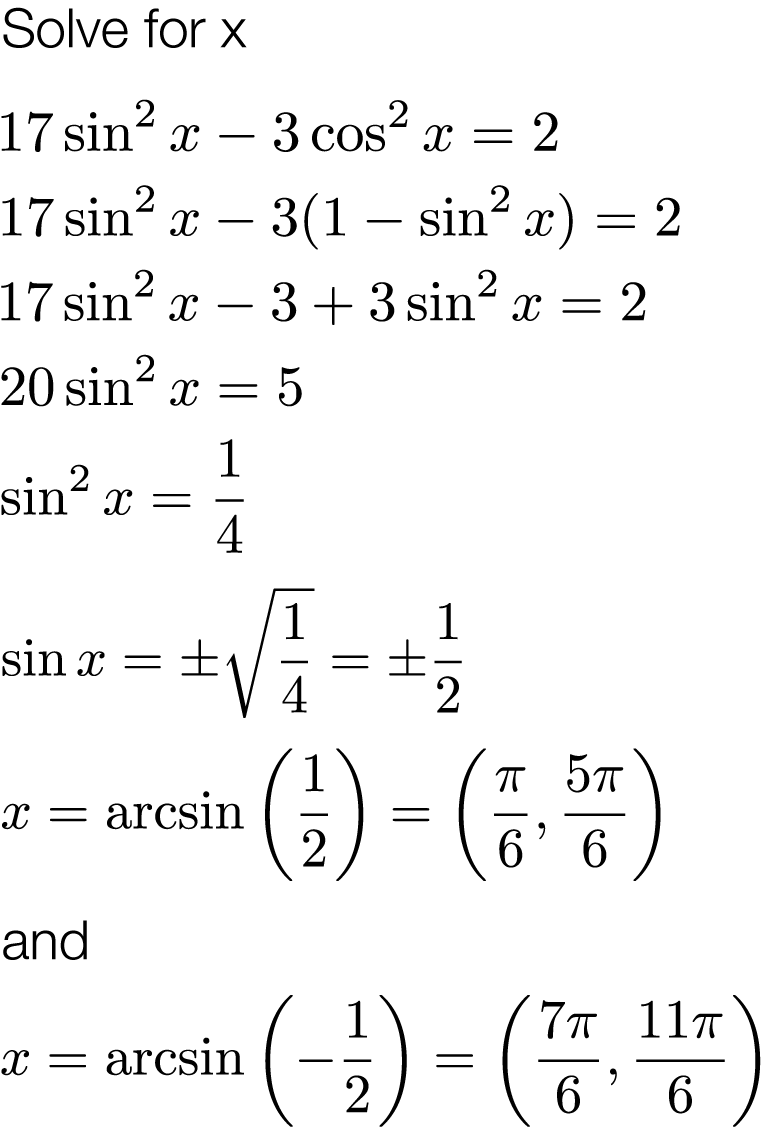 Solve for x
17 sin² x − 3 cos² x = 2
17 sin² x − 3(1 − sin² x) = 2
17 sin² x − 3 + 3 sin² x = 2
20 sin² x = 5
sin² x = 1/4
sin x = ±√(1/4) = ±1/2
x = arcsin (1/2) = (π/6, 5π/6)
and
x = arcsin (−1/2) = (7π/6, 11π/6)